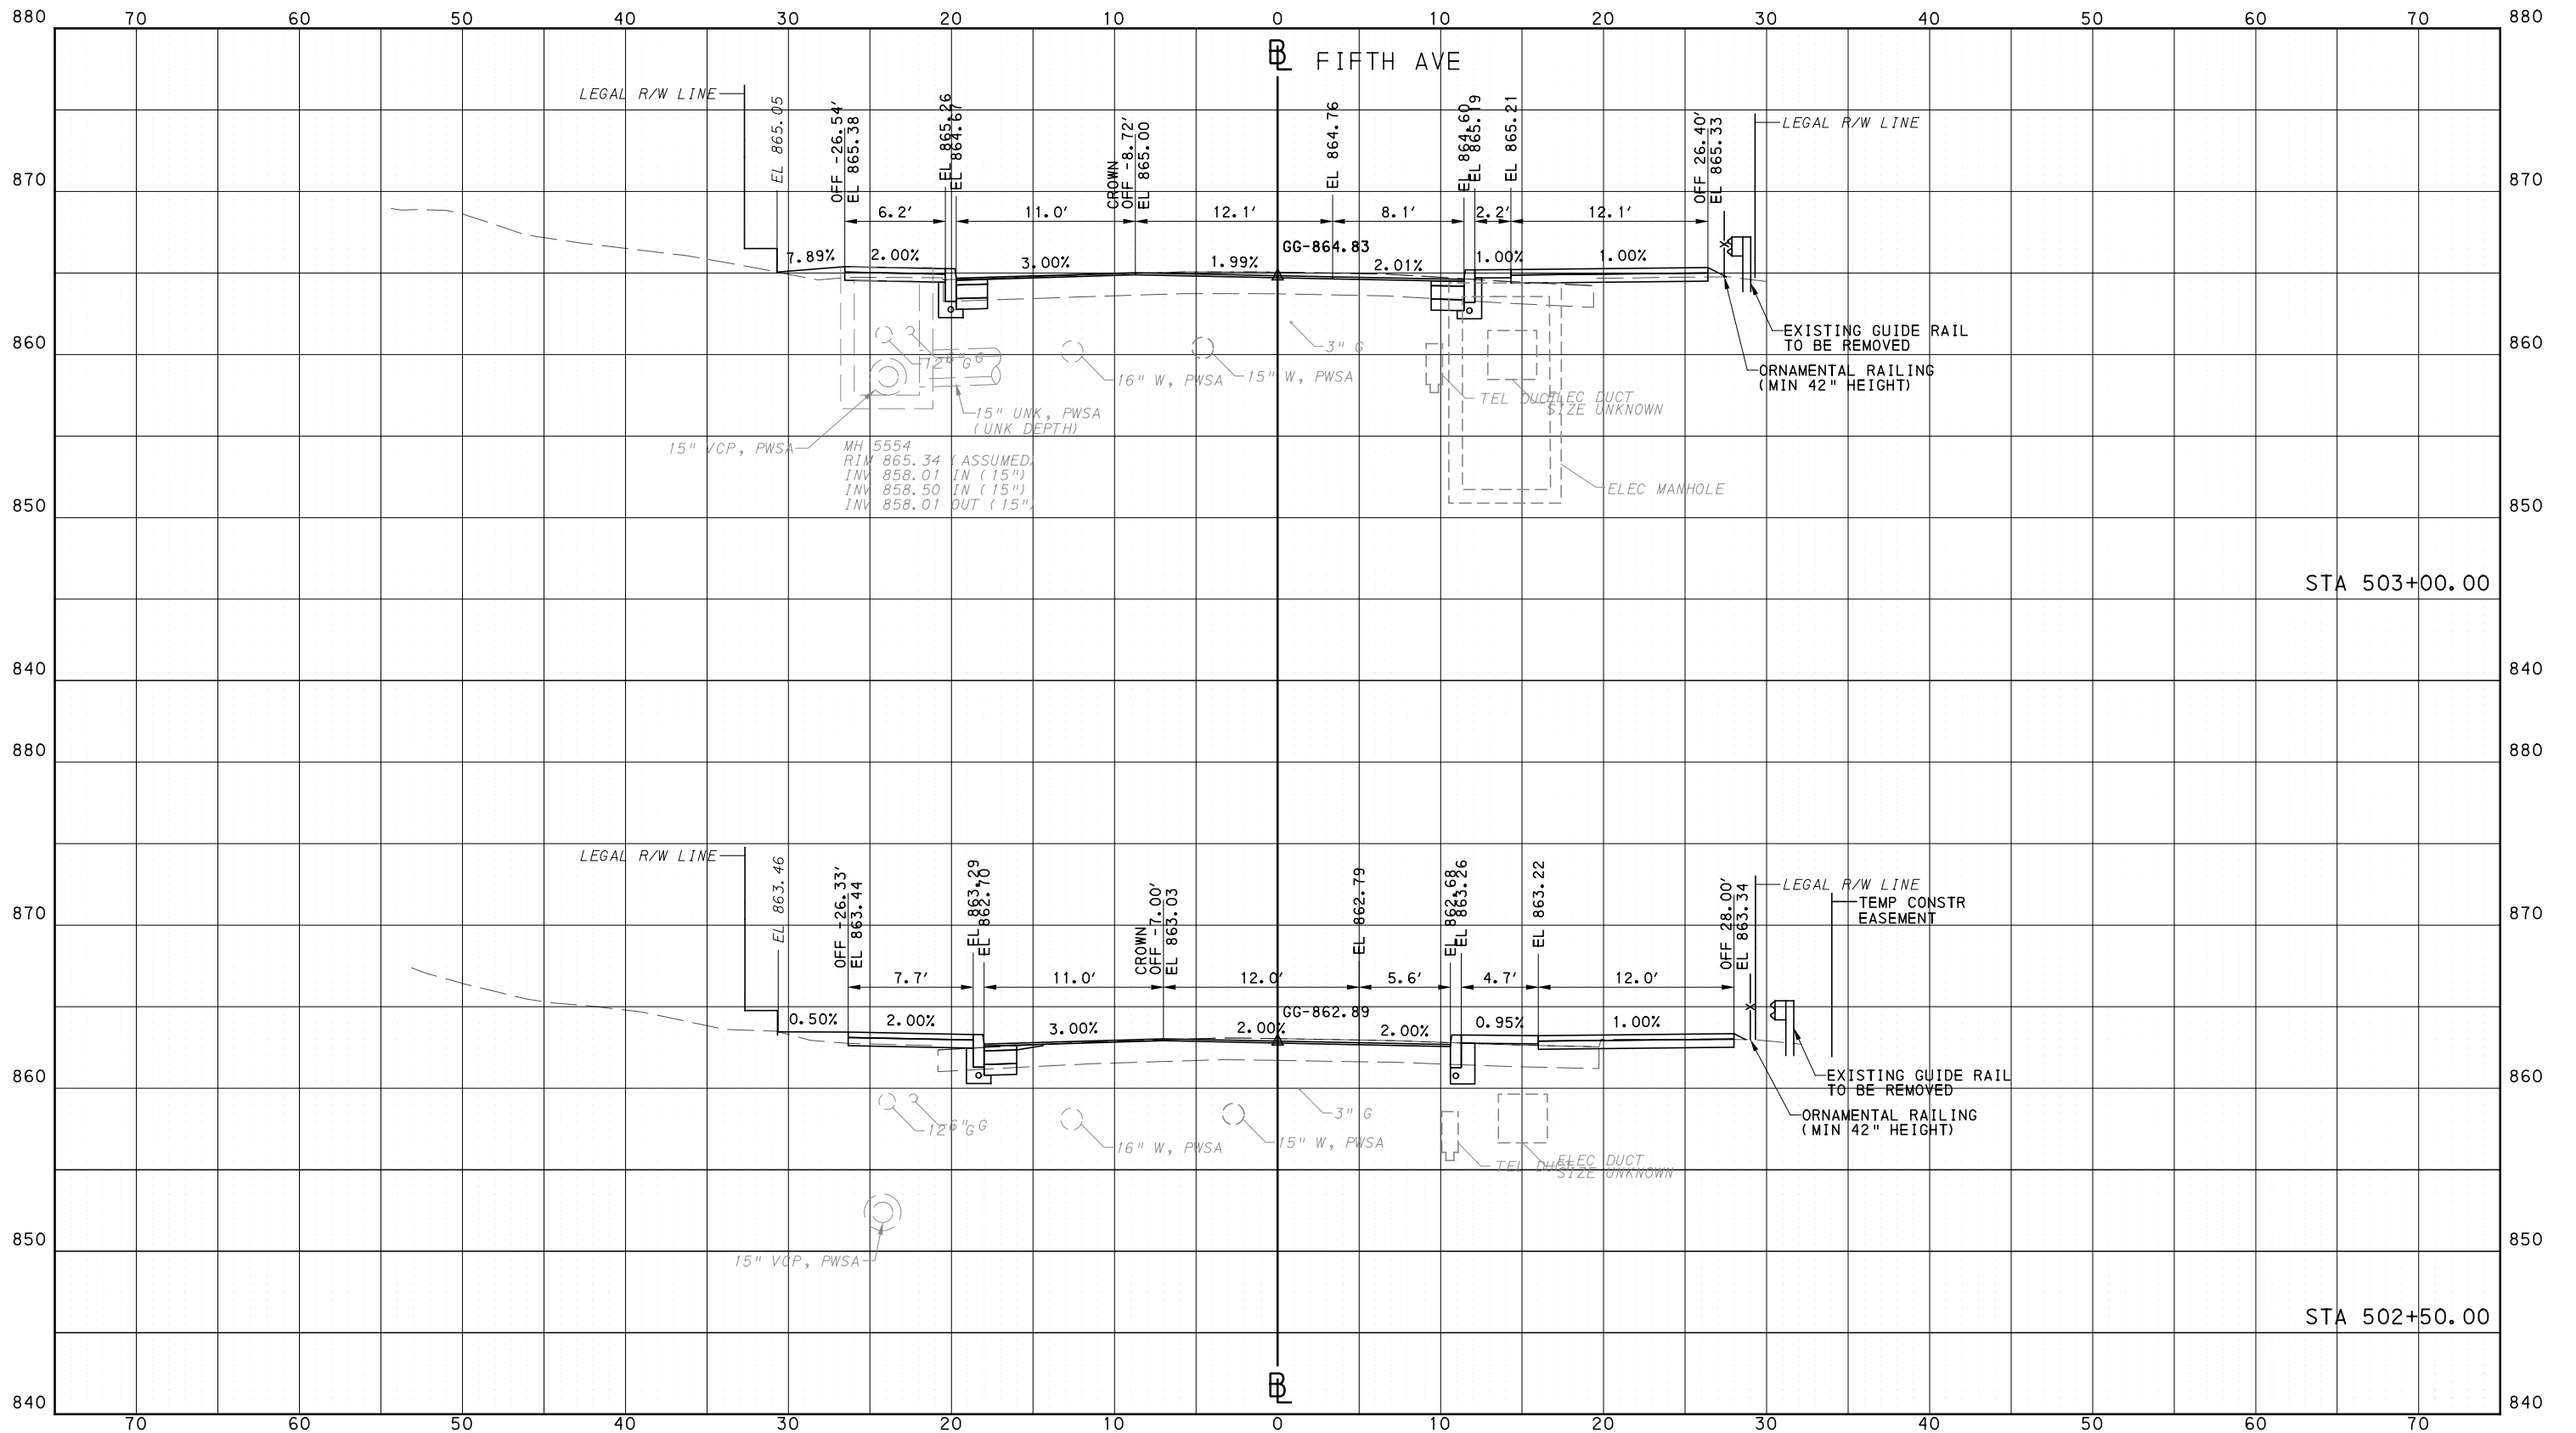 70 60 50 40 30 20 10 0 10 20 30 40 50 60 70
880 880
870 870
860 860
850 850
840 840
880 880
870 870
860 860
850 850
840 840
70 60 50 40 30 20 10 0 10 20 30 40 50 60 70
BL FIFTH AVE
LEGAL R/W LINE
EL 865.05
OFF -26.54'
EL 865.38
EL 865.26
EL 864.67
CROWN
OFF -8.72'
EL 865.00
EL 864.76
EL 864.60
EL 865.19
EL 865.21
OFF 26.40'
EL 865.33
LEGAL R/W LINE
6.2' 11.0' 12.1' 8.1' 2.2' 12.1'
GG-864.83
7.89% 2.00% 3.00% 1.99% 2.01% 1.00% 1.00%
EXISTING GUIDE RAIL
TO BE REMOVED
ORNAMENTAL RAILING
(MIN 42" HEIGHT)
12" G
6" G
16" W, PWSA
15" W, PWSA
3" G
TEL DUCT
ELEC DUCT
SIZE UNKNOWN
15" UNK, PWSA
(UNK DEPTH)
15" VCP, PWSA
MH 5554
RIM 865.34 (ASSUMED)
INV 858.01 IN (15")
INV 858.50 IN (15")
INV 858.01 OUT (15")
ELEC MANHOLE
STA 503+00.00
LEGAL R/W LINE
EL 863.46
OFF -26.33'
EL 863.44
EL 863.29
EL 862.70
CROWN
OFF -7.00'
EL 863.03
EL 862.79
EL 862.68
EL 863.26
EL 863.22
OFF 28.00'
EL 863.34
LEGAL R/W LINE
TEMP CONSTR
EASEMENT
7.7' 11.0' 12.0' 5.6' 4.7' 12.0'
GG-862.89
0.50% 2.00% 3.00% 2.00% 2.00% 0.95% 1.00%
EXISTING GUIDE RAIL
TO BE REMOVED
ORNAMENTAL RAILING
(MIN 42" HEIGHT)
12" G
6" G
16" W, PWSA
15" W, PWSA
3" G
TEL DUCT
ELEC DUCT
SIZE UNKNOWN
15" VCP, PWSA
STA 502+50.00
BL